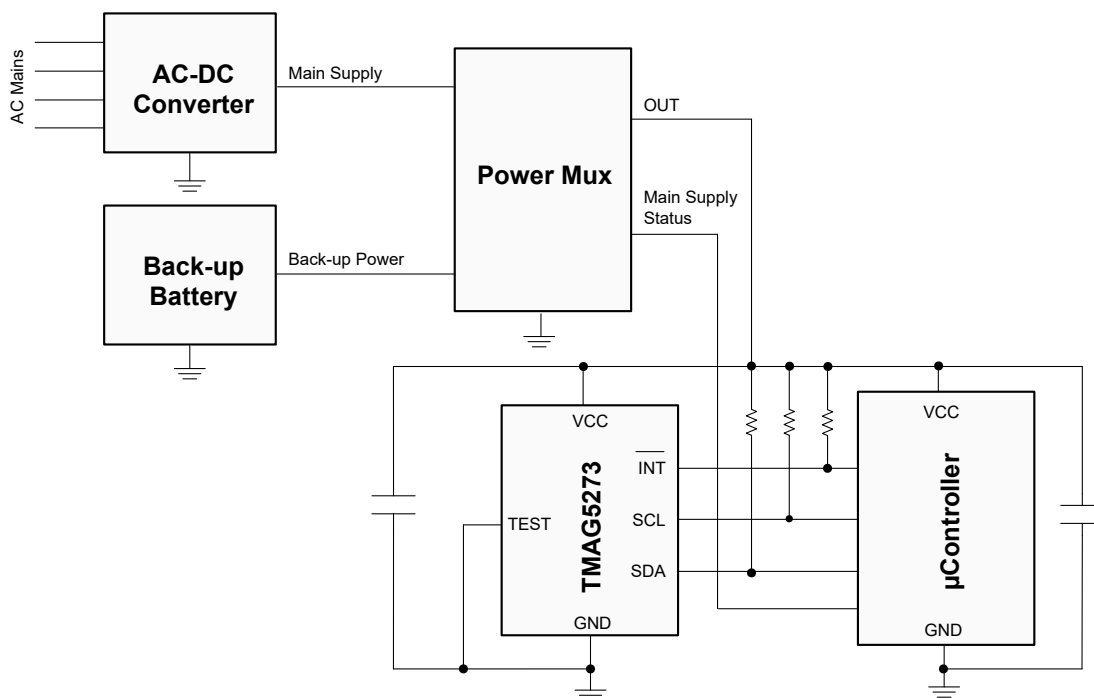 AC Mains
AC-DC
Converter
Main Supply
Power Mux
OUT
Main Supply
Status
Back-up
Battery
Back-up Power
VCC
INT
TEST
SCL
TMAG5273
SDA
GND
VCC
µController
GND